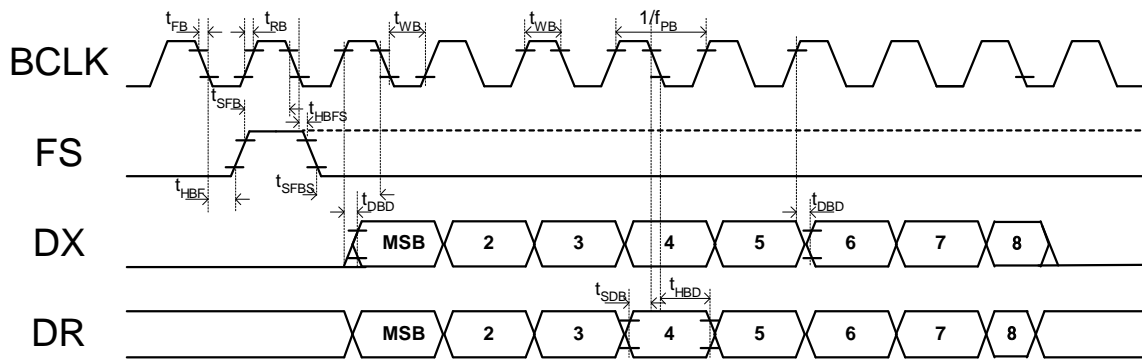 tFB tRB tWB tWB 1/fPB
BCLK
tSFB tHBFS
FS
tHBF tSFBS tDBD tDBD
DX MSB 2 3 4 5 6 7 8
tSDB tHBD
DR MSB 2 3 4 5 6 7 8